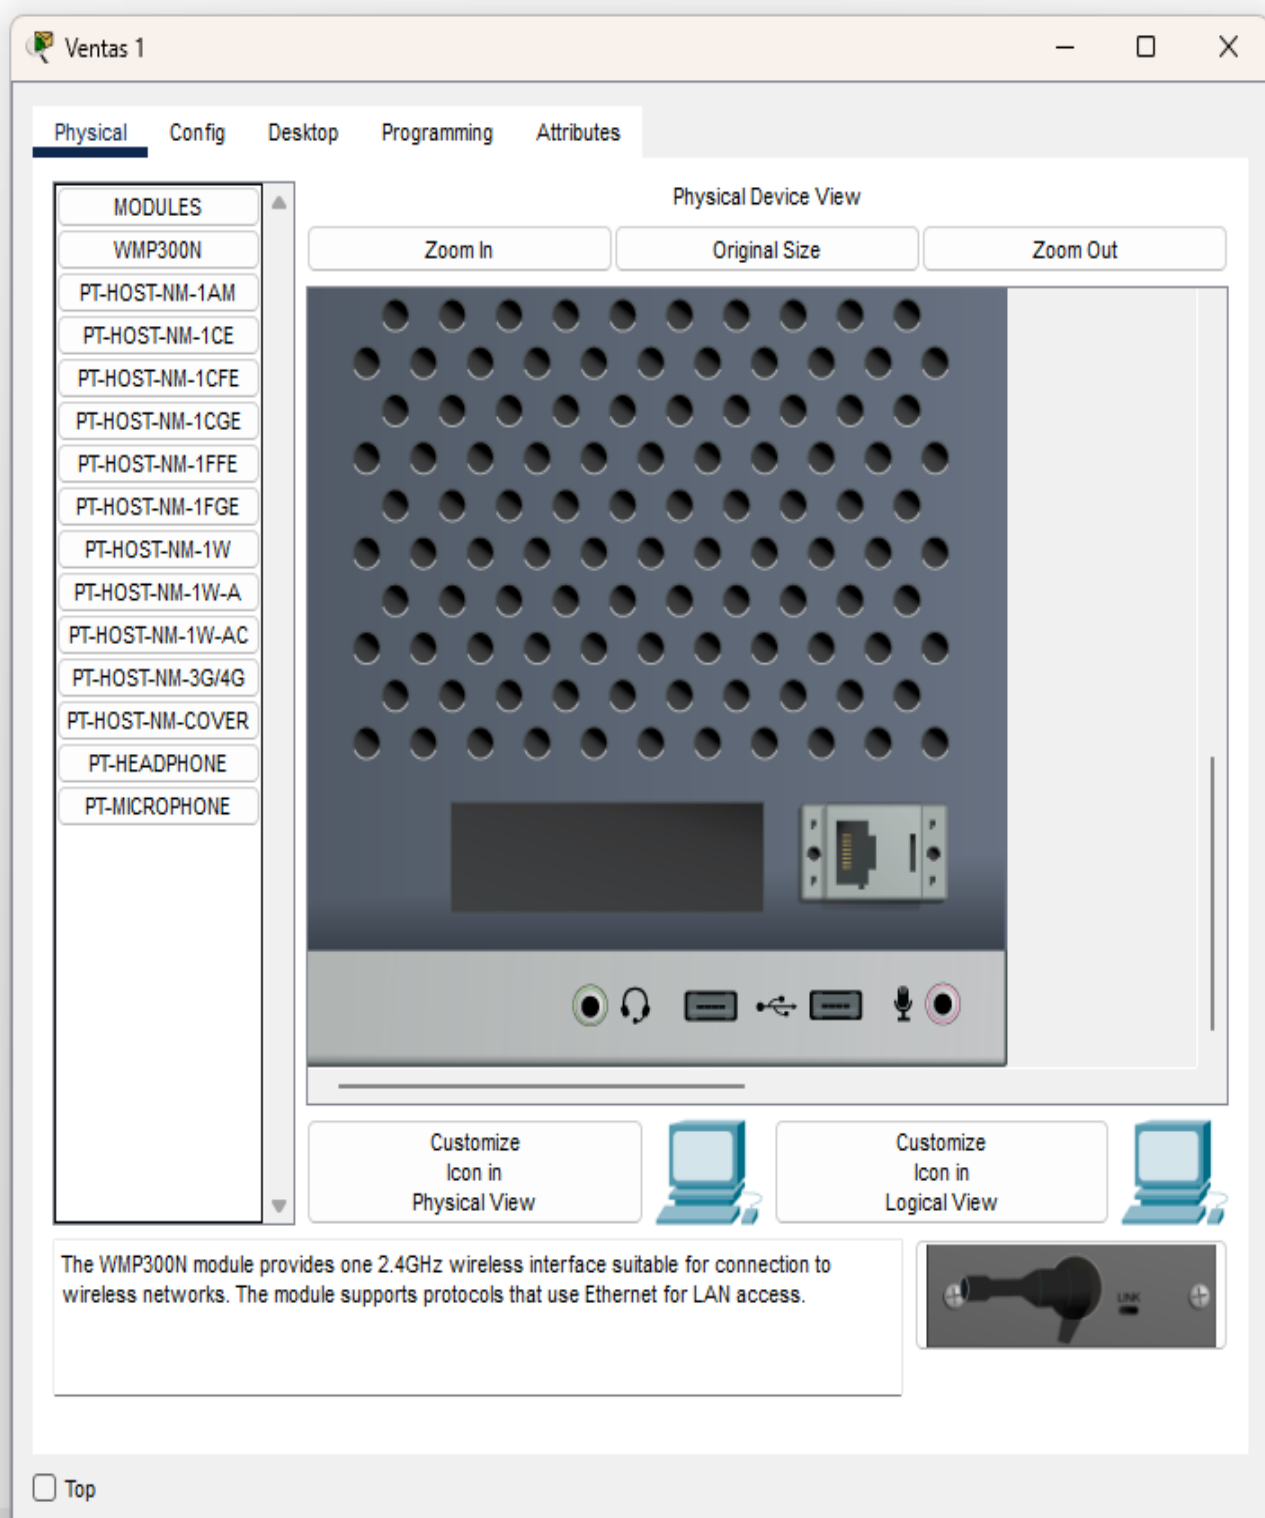 Ventas 1
Physical Config Desktop Programming Attributes
MODULES
WMP300N
PT-HOST-NM-1AM
PT-HOST-NM-1CE
PT-HOST-NM-1CFE
PT-HOST-NM-1CGE
PT-HOST-NM-1FFE
PT-HOST-NM-1FGE
PT-HOST-NM-1W
PT-HOST-NM-1W-A
PT-HOST-NM-1W-AC
PT-HOST-NM-3G/4G
PT-HOST-NM-COVER
PT-HEADPHONE
PT-MICROPHONE
Physical Device View
Zoom In Original Size Zoom Out
Customize
Icon in
Physical View
Customize
Icon in
Logical View
The WMP300N module provides one 2.4GHz wireless interface suitable for connection to
wireless networks. The module supports protocols that use Ethernet for LAN access.
LINK
Top